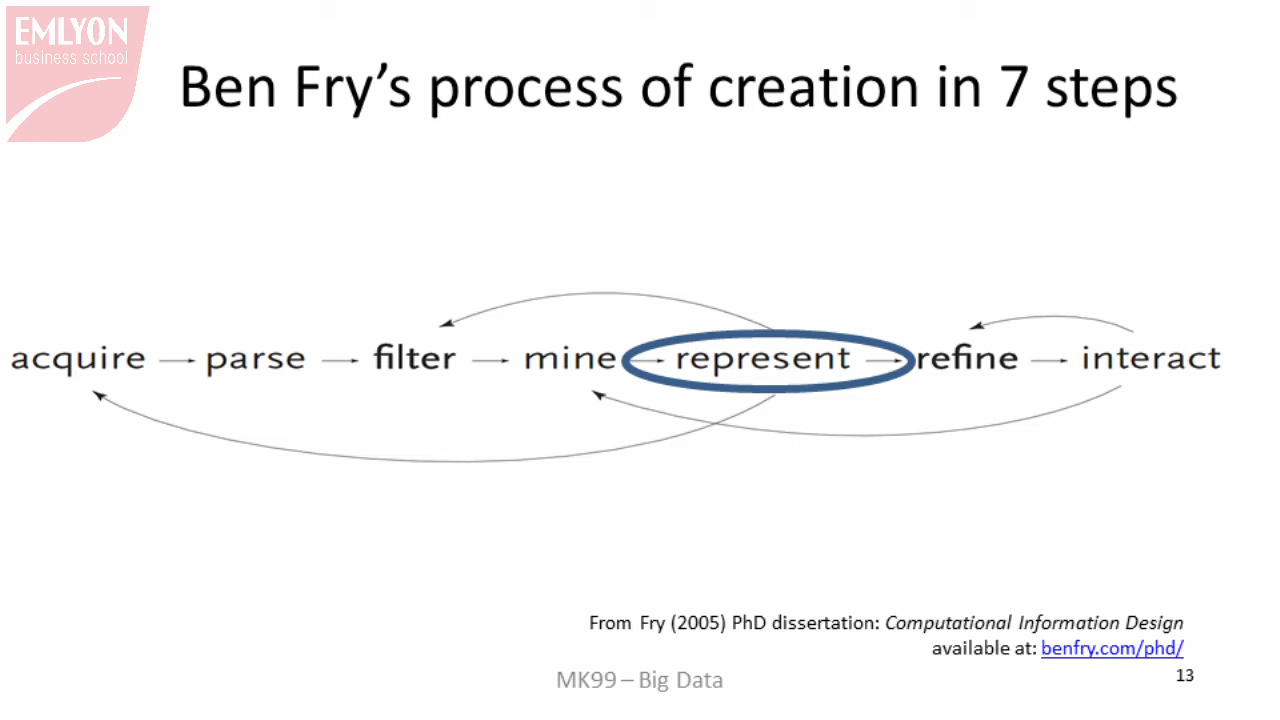 EMLYON
business school
Ben Fry's process of creation in 7 steps
acquire → parse → filter → mine → represent → refine → interact
From Fry (2005) PhD dissertation: Computational Information Design
available at: benfry.com/phd/
MK99 – Big Data
13